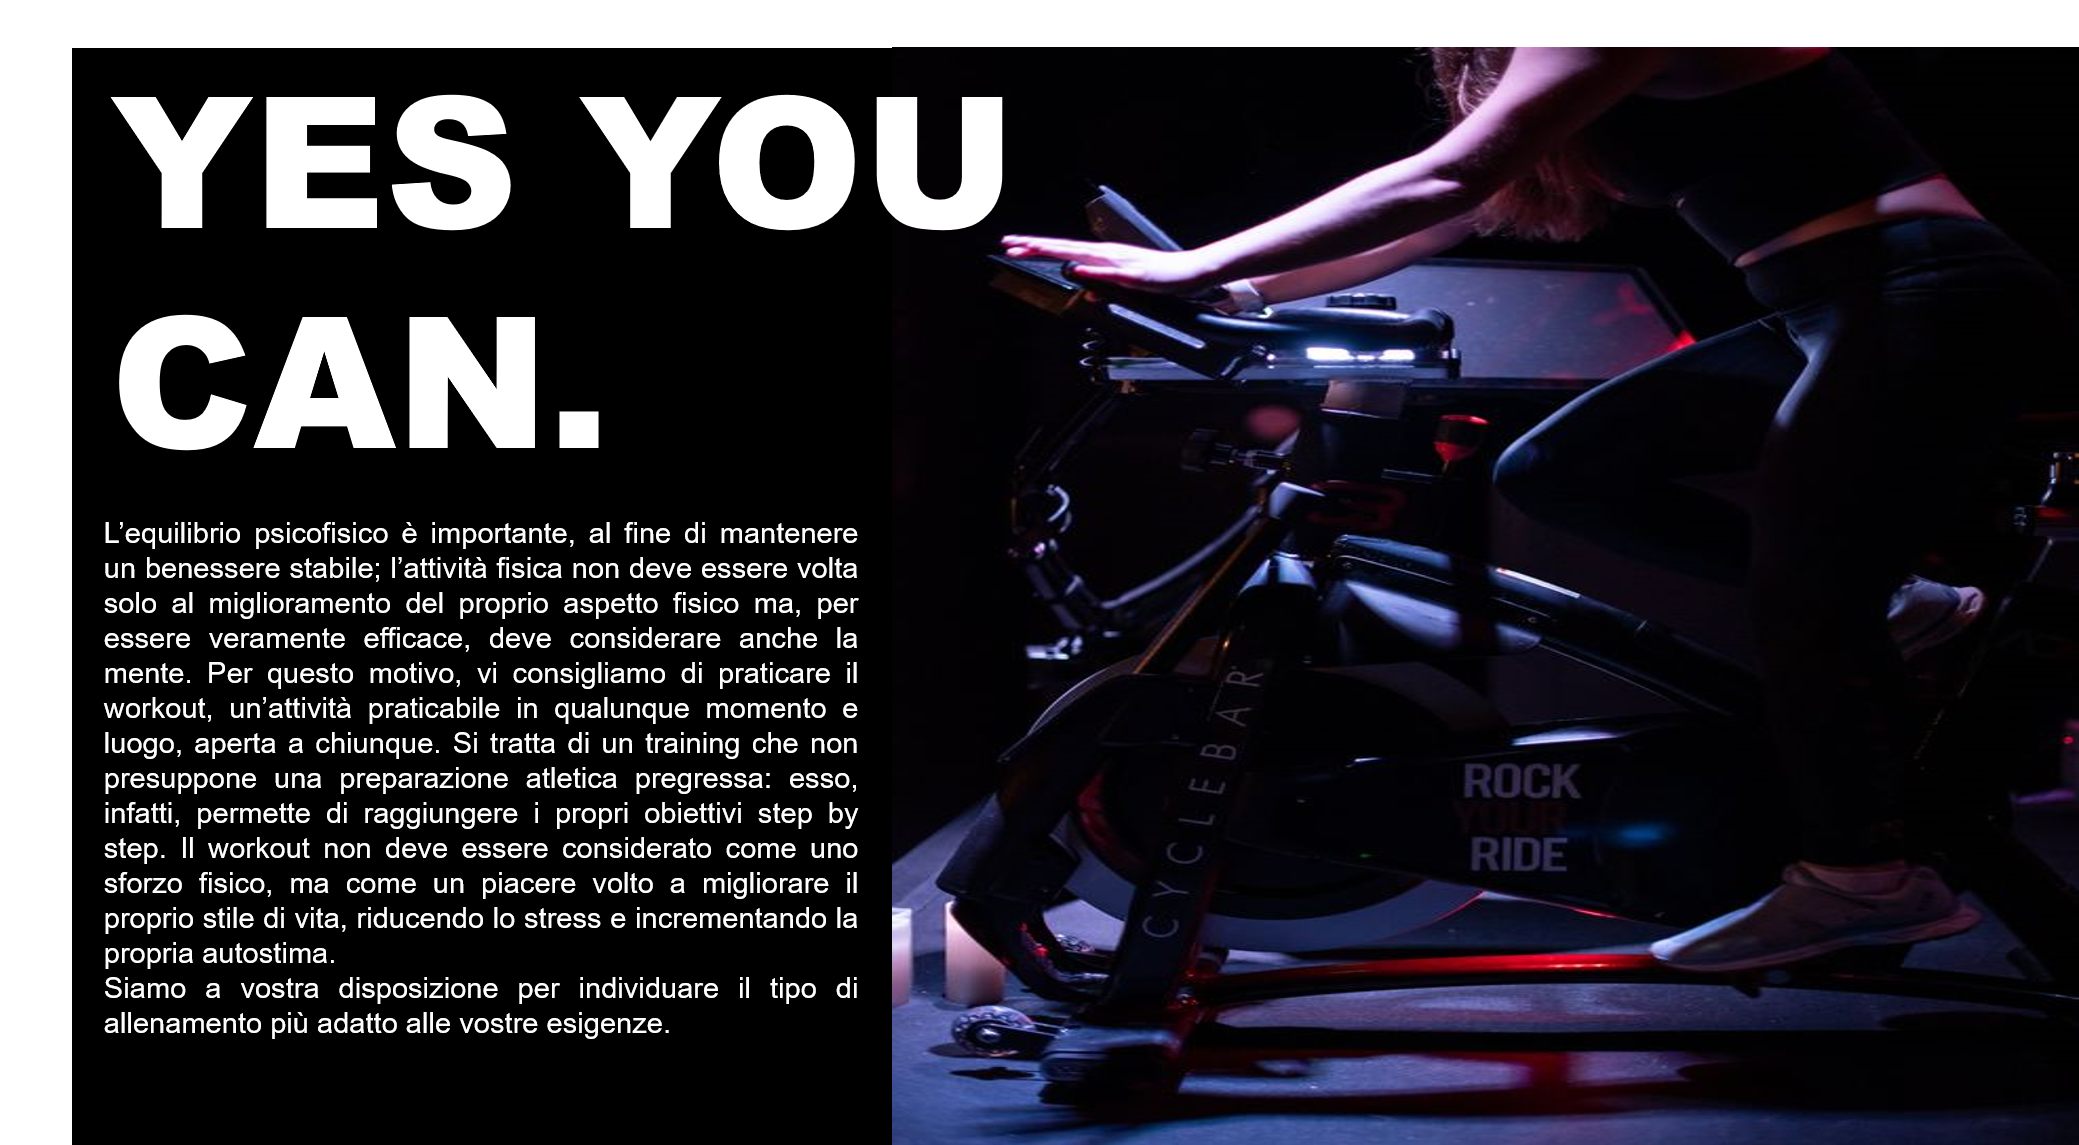 YES YOU
CAN.
L’equilibrio psicofisico è importante, al fine di mantenere
un benessere stabile; l’attività fisica non deve essere volta
solo al miglioramento del proprio aspetto fisico ma, per
essere veramente efficace, deve considerare anche la
mente. Per questo motivo, vi consigliamo di praticare il
workout, un’attività praticabile in qualunque momento e
luogo, aperta a chiunque. Si tratta di un training che non
presuppone una preparazione atletica pregressa: esso,
infatti, permette di raggiungere i propri obiettivi step by
step. Il workout non deve essere considerato come uno
sforzo fisico, ma come un piacere volto a migliorare il
proprio stile di vita, riducendo lo stress e incrementando la
propria autostima.
Siamo a vostra disposizione per individuare il tipo di
allenamento più adatto alle vostre esigenze.
CYCLEBAR
ROCK
YOUR
RIDE